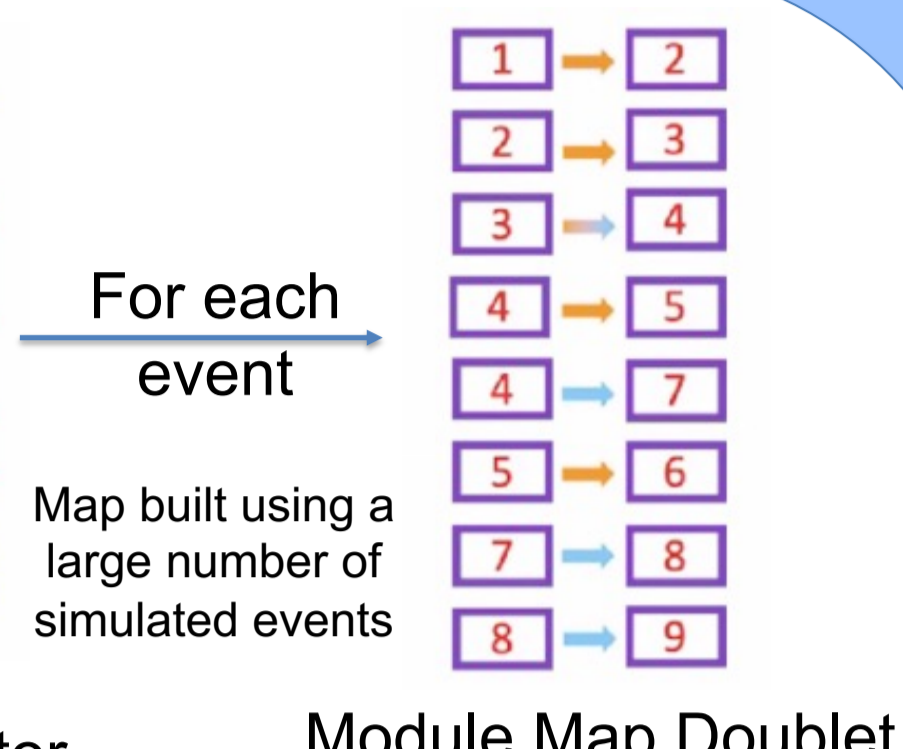 1 2
2 3
3 4
4 5
4 7
5 6
7 8
8 9
For each
event
Map built using a
large number of
simulated events
Module Map Doublet